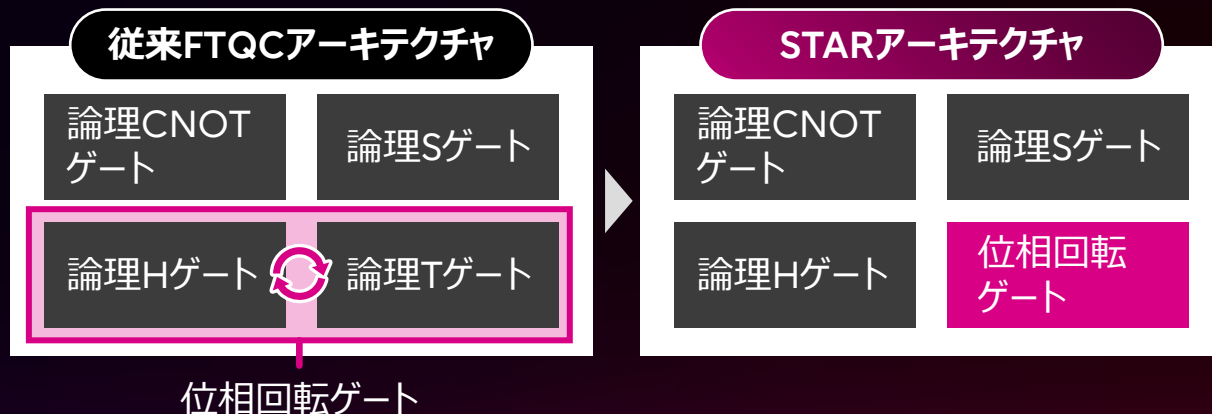 従来FTQCアーキテクチャ
論理CNOT
ゲート
論理Sゲート
論理Hゲート
論理Tゲート
位相回転ゲート
STARアーキテクチャ
論理CNOT
ゲート
論理Sゲート
論理Hゲート
位相回転
ゲート